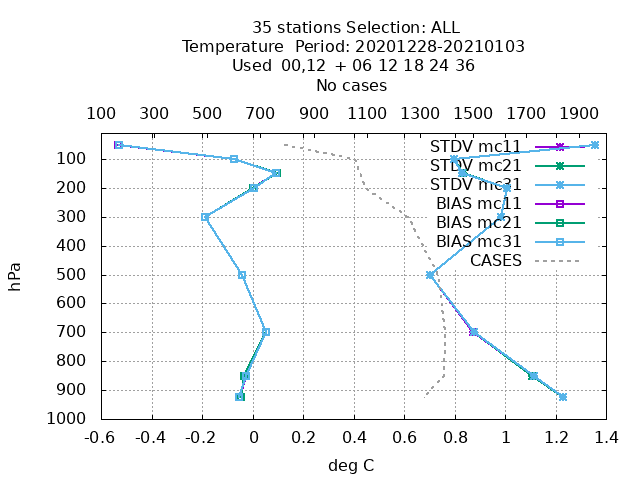 35 stations Selection: ALL
Temperature  Period: 20201228-20210103
Used  00,12  + 06 12 18 24 36
No cases
100 300 500 700 900 1100 1300 1500 1700 1900
STDV mc11
100
STDV mc21
200
STDV mc31
BIAS mc11
300
BIAS mc21
400
BIAS mc31
CASES
500
hPa
600
700
800
900
1000
-0.6 -0.4 -0.2 0 0.2 0.4 0.6 0.8 1 1.2 1.4
deg C